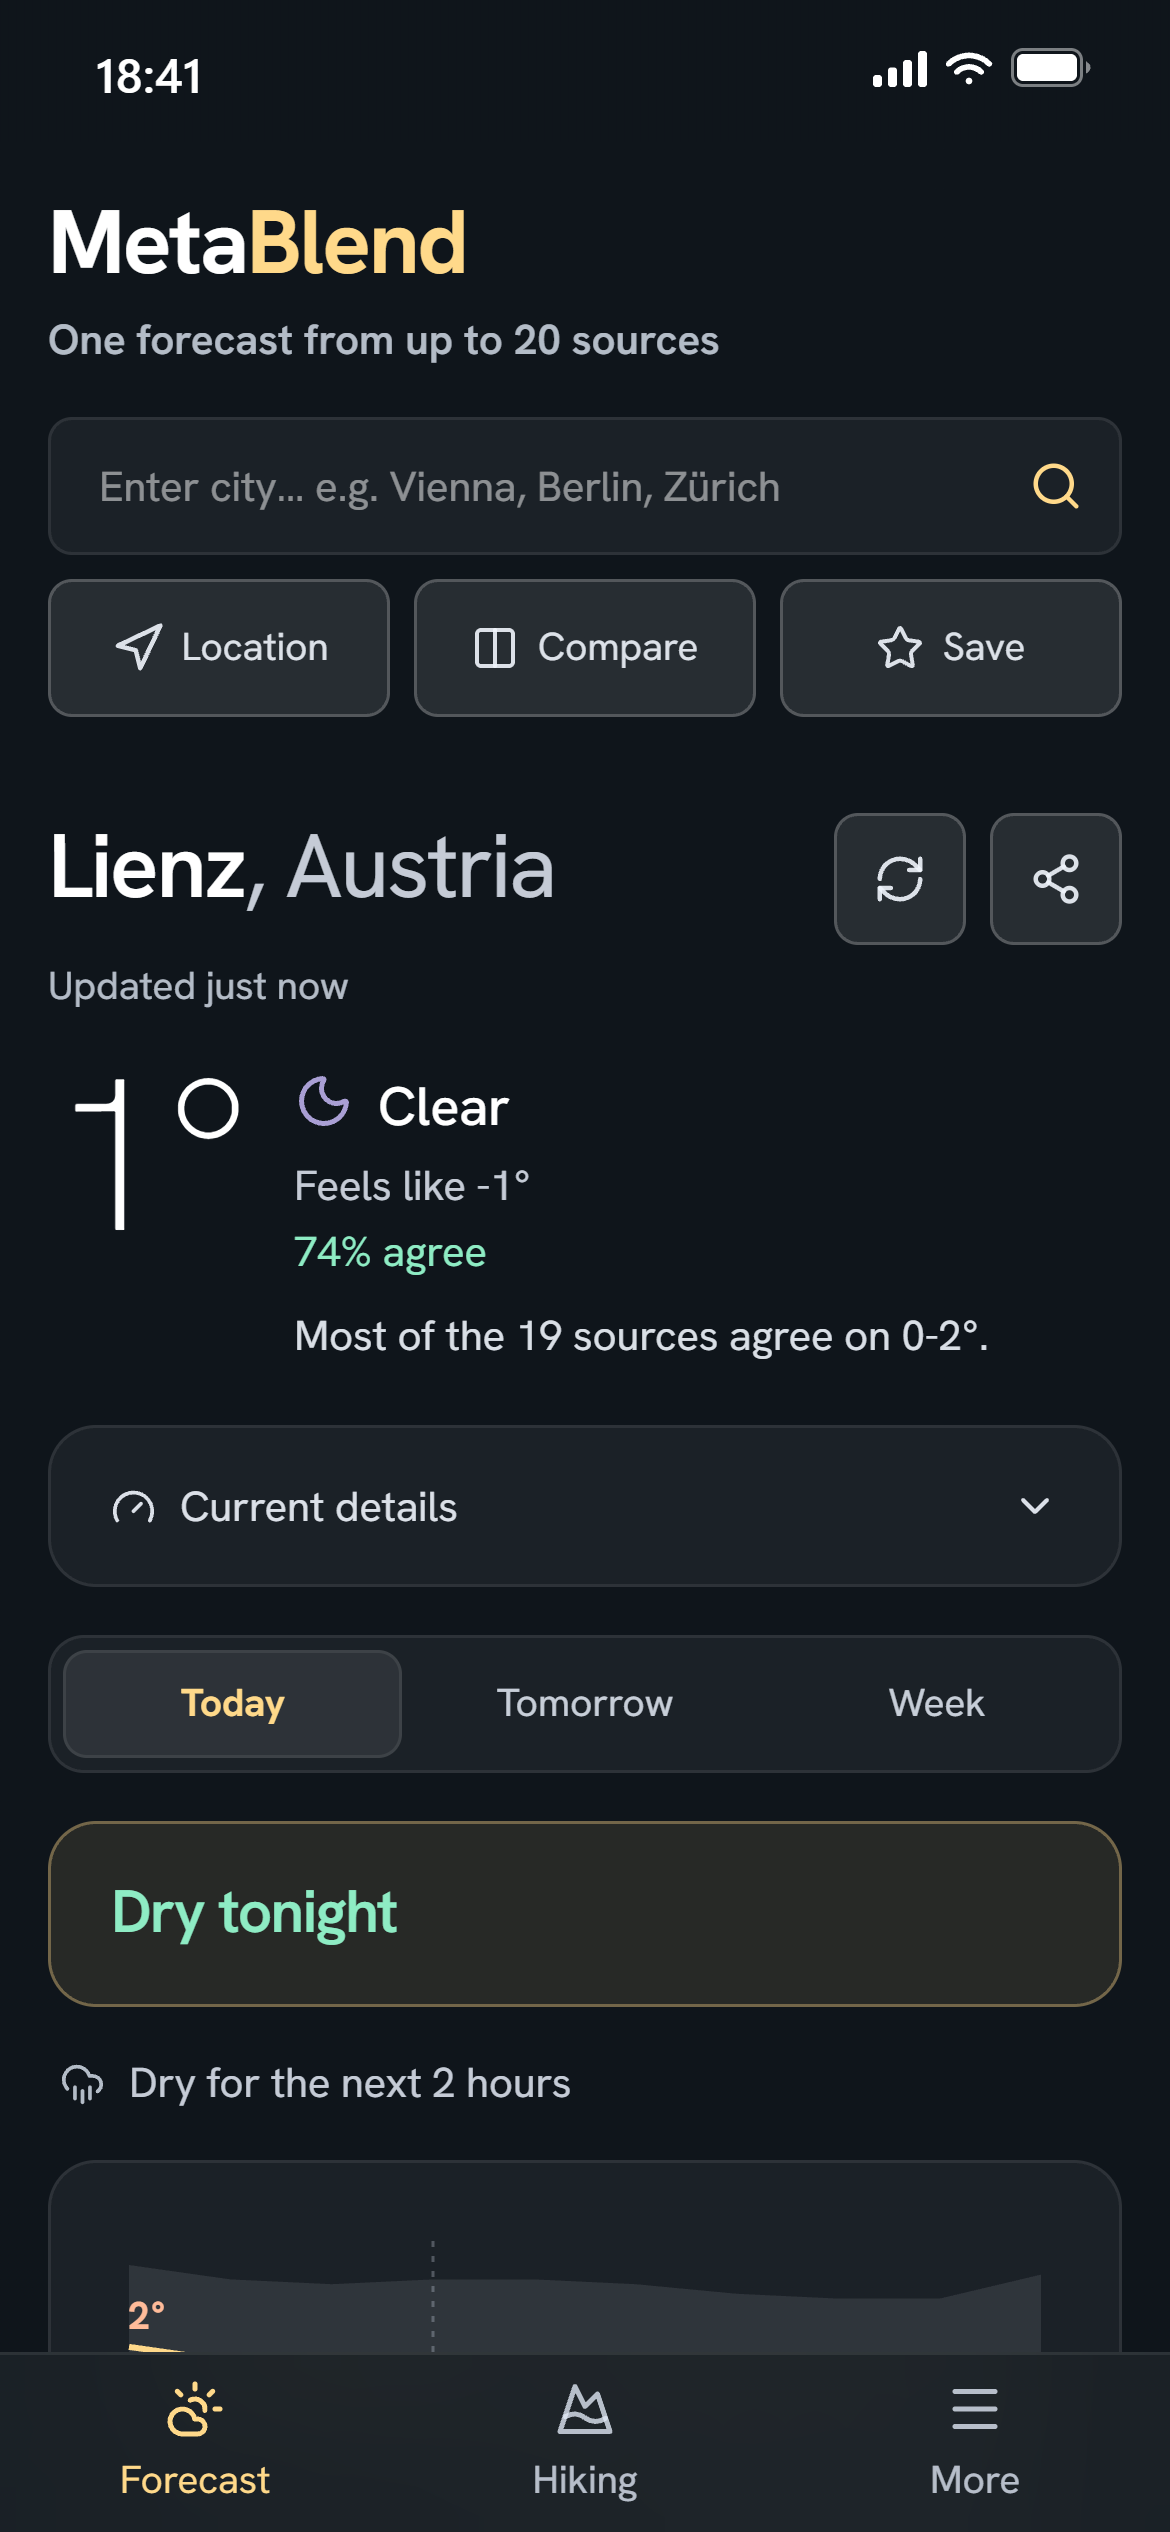 18:41
MetaBlend
One forecast from up to 20 sources
Enter city... e.g. Vienna, Berlin, Zürich
Location
Compare
Save
Lienz, Austria
Updated just now
1°
Clear
Feels like -1°
74% agree
Most of the 19 sources agree on 0-2°.
Current details
Today
Tomorrow
Week
Dry tonight
Dry for the next 2 hours
2°
Forecast
Hiking
More